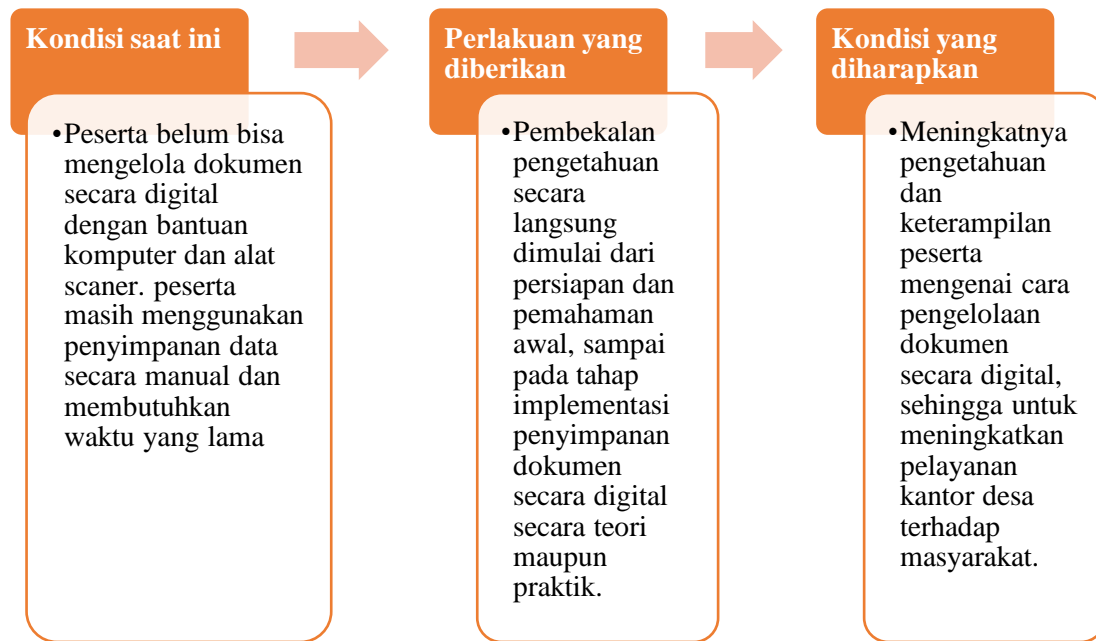 Kondisi saat ini
•Peserta belum bisa
mengelola dokumen
secara digital
dengan bantuan
komputer dan alat
scaner. peserta
masih menggunakan
penyimpanan data
secara manual dan
membutuhkan
waktu yang lama
Perlakuan yang
diberikan
•Pembekalan
pengetahuan
secara
langsung
dimulai dari
persiapan dan
pemahaman
awal, sampai
pada tahap
implementasi
penyimpanan
dokumen
secara digital
secara teori
maupun
praktik.
Kondisi yang
diharapkan
•Meningkatnya
pengetahuan
dan
keterampilan
peserta
mengenai cara
pengelolaan
dokumen
secara digital,
sehingga untuk
meningkatkan
pelayanan
kantor desa
terhadap
masyarakat.